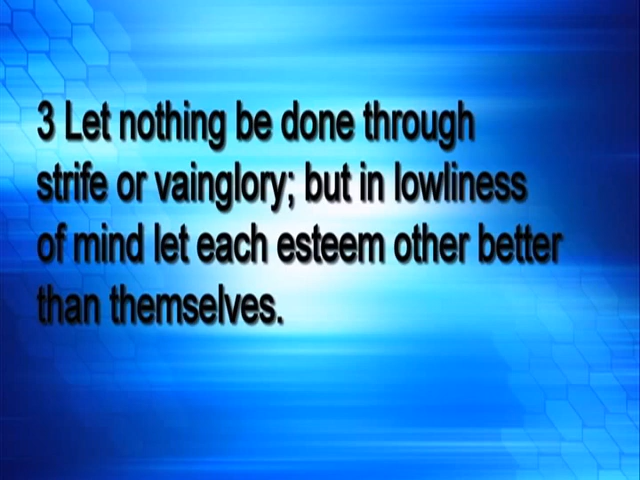 3 Let nothing be done through
strife or vainglory; but in lowliness
of mind let each esteem other better
than themselves.